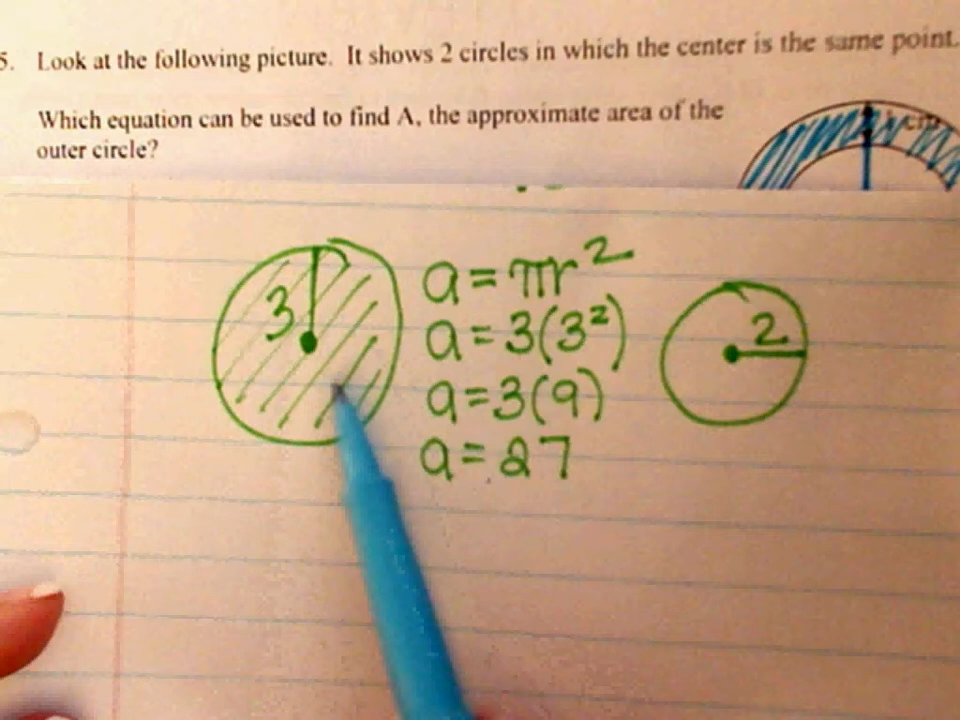 5. Look at the following picture. It shows 2 circles in which the center is the same point.
Which equation can be used to find A, the approximate area of the
outer circle?
3
a = πr²
a = 3(3²)
a = 3(9)
a = 27
2